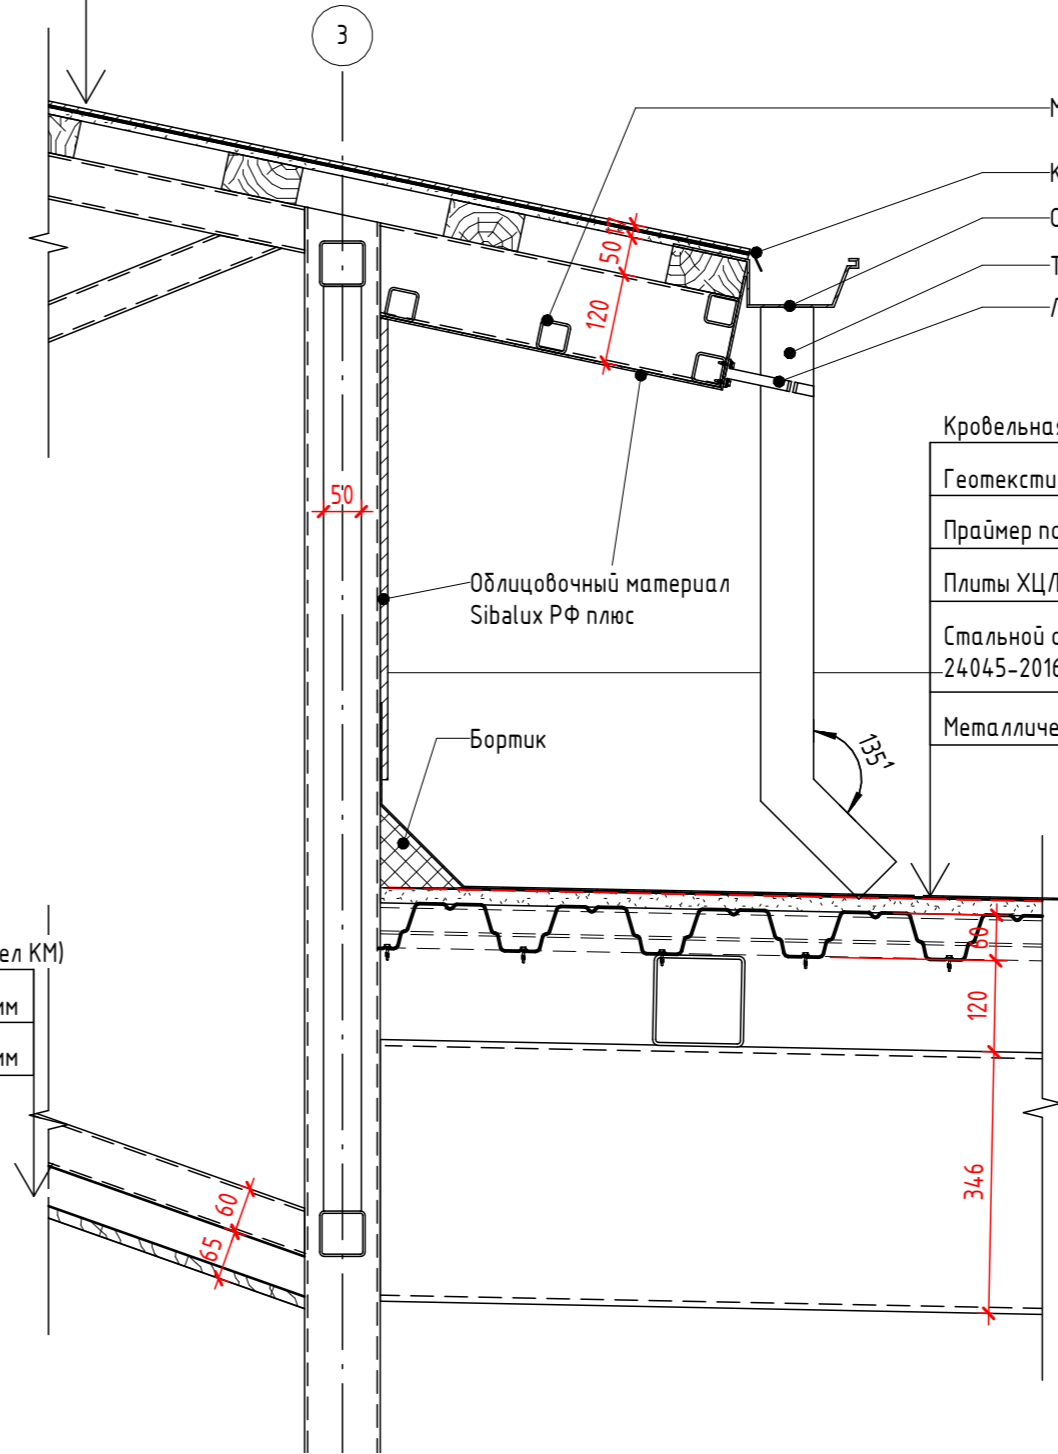 3
М
К
О
Т
Л
17
50
120
Кровельная
Геотексти
Праймер по
Плиты ХЦЛ
Стальной
24045-2016
Металличе
50
Облицовочный материал
Sibalux РФ плюс
Бортик
135°
ел КМ)
мм
мм
60
120
346
60
65